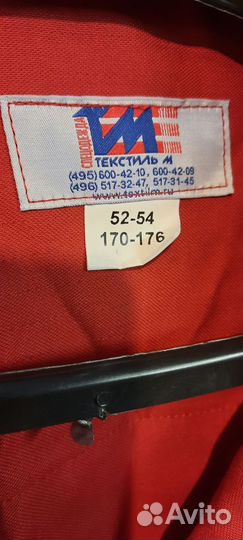 СПЕЦОДЕЖДА
ТМ
ТЕКСТИЛЬ М
(495) 600-42-10, 600-42-09
(496) 517-32-47, 517-31-45
www.textilm.ru
52-54
170-176
Avito